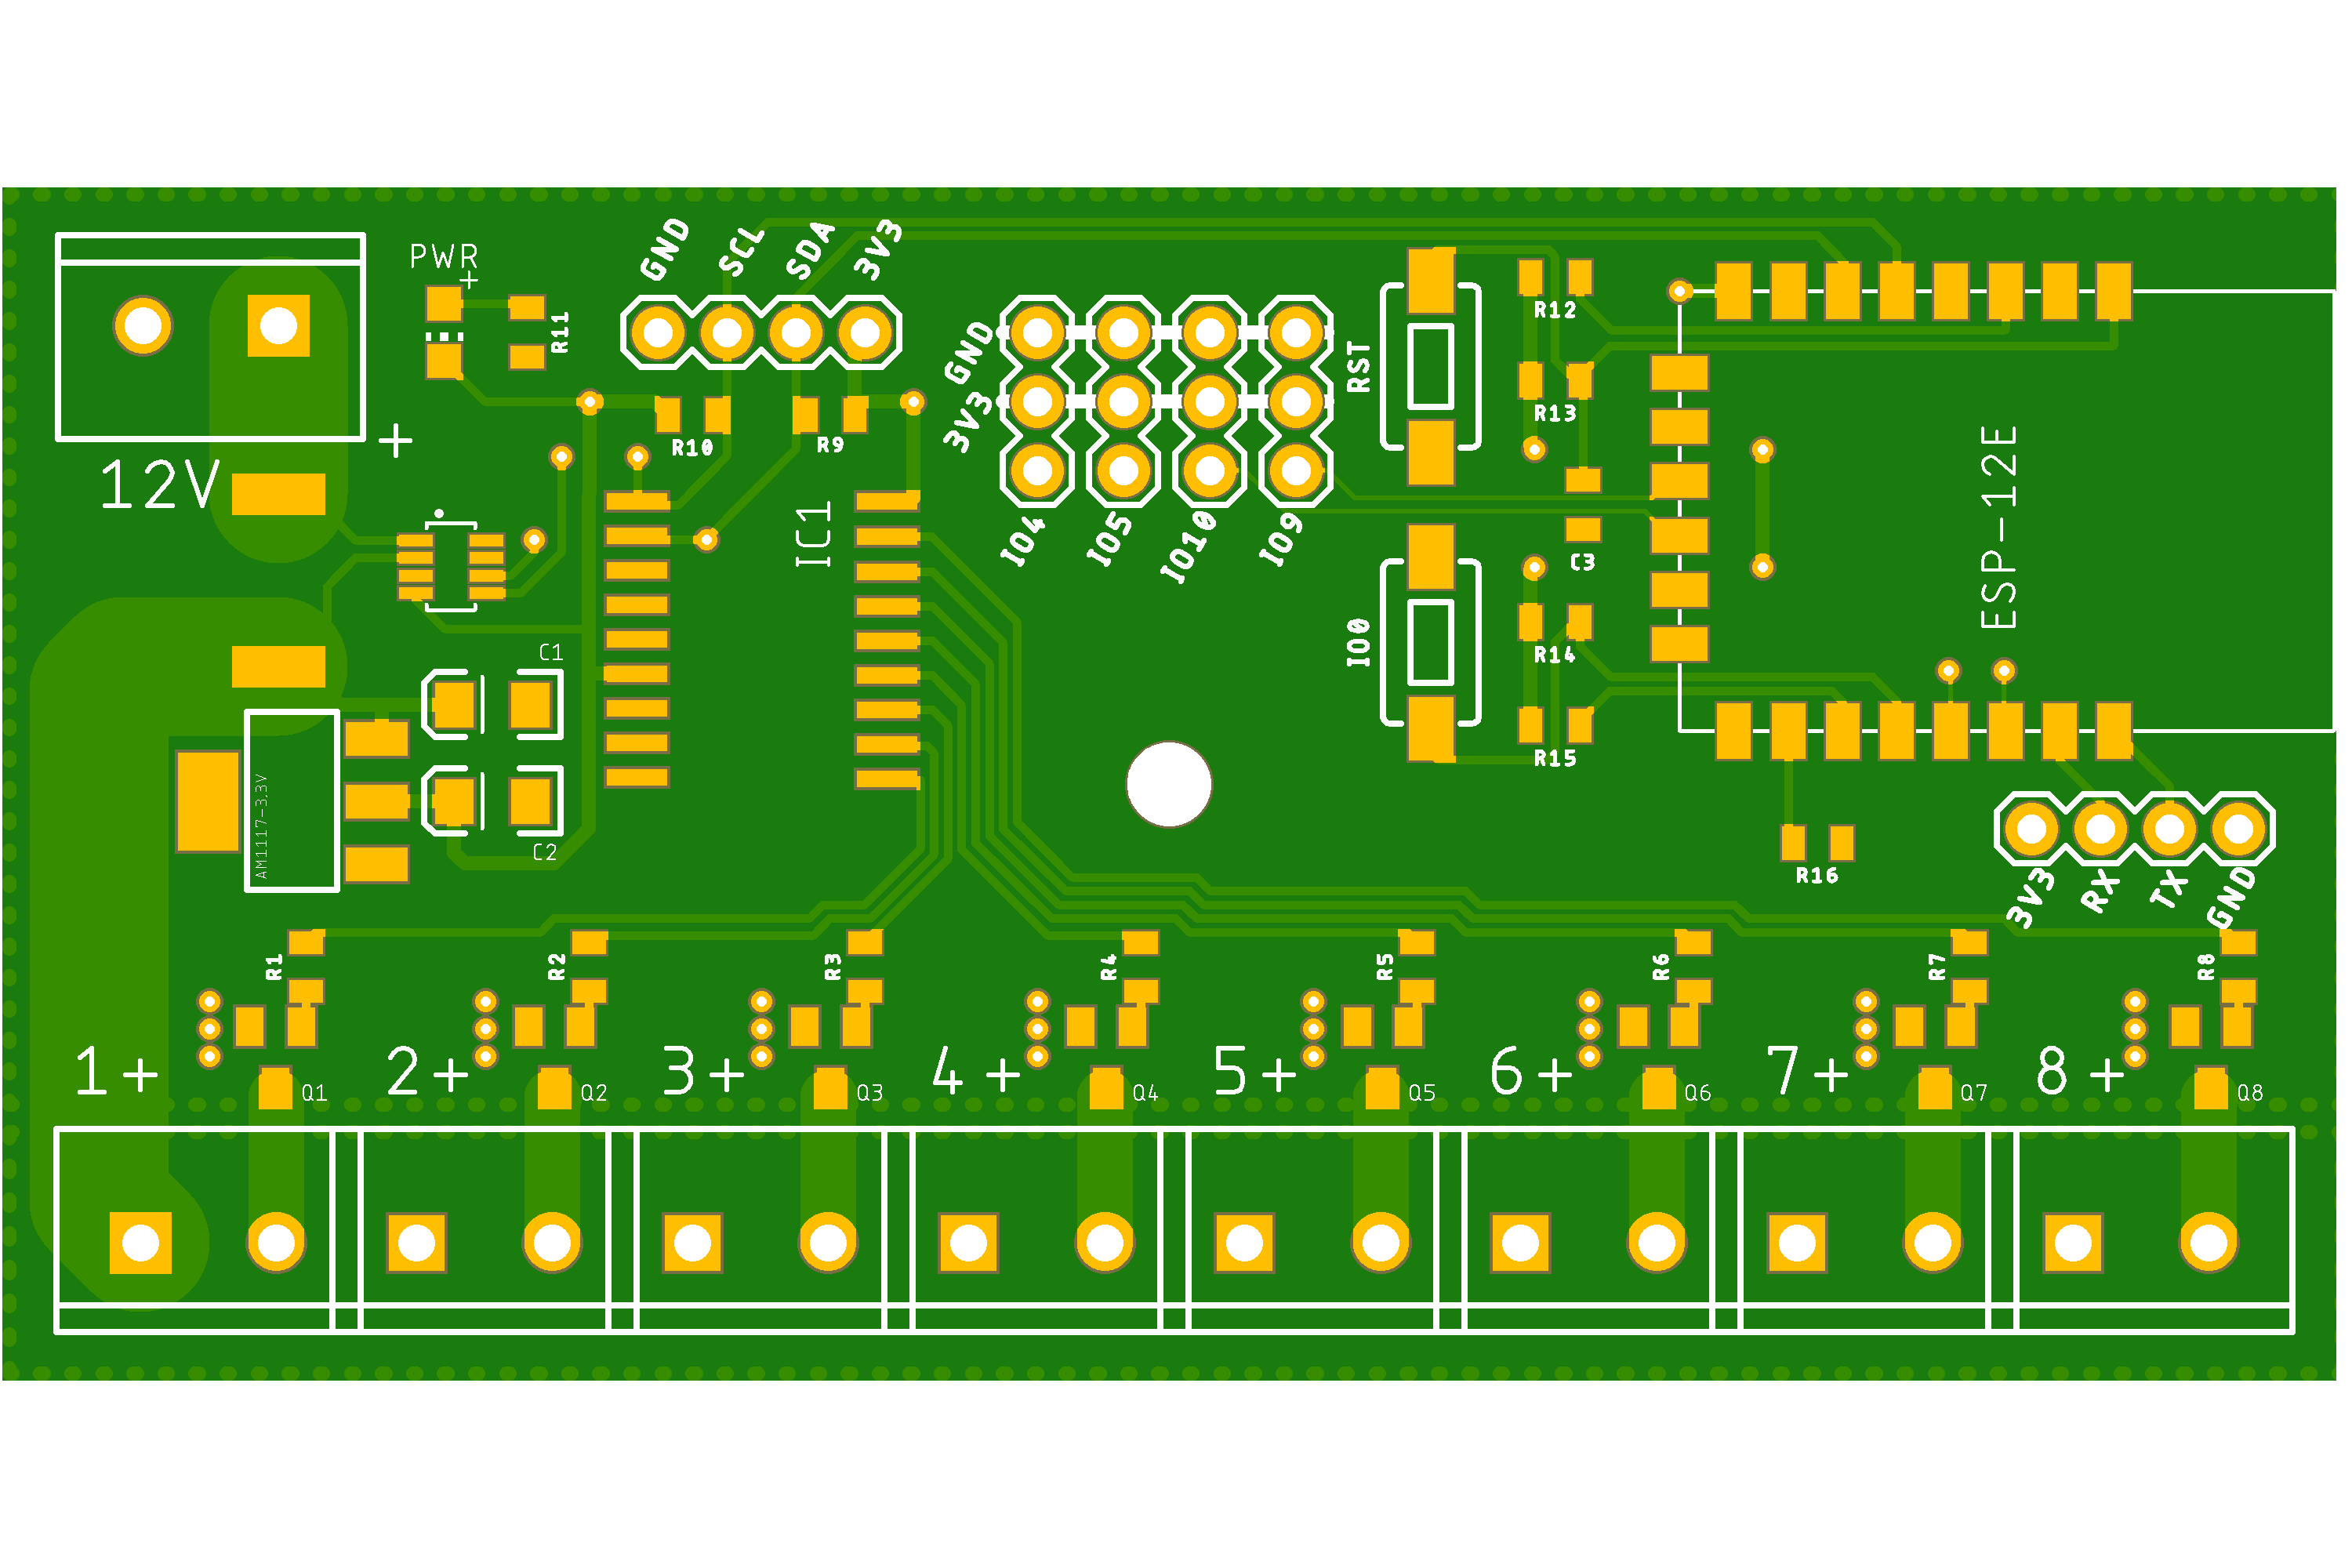 PWR
+
GND
SCL
SDA
3V3
R11
R12
GND
RST
R13
3V3
+
R10
R9
12V
IC1
ESP-12E
IO4
IO5
IO10
IO9
C3
IO0
R14
C1
R15
AM1117-3.3V
C2
R16
3V3
RX
TX
GND
R1
R2
R3
R4
R5
R6
R7
R8
1+
2+
3+
4+
5+
6+
7+
8+
Q1
Q2
Q3
Q4
Q5
Q6
Q7
Q8